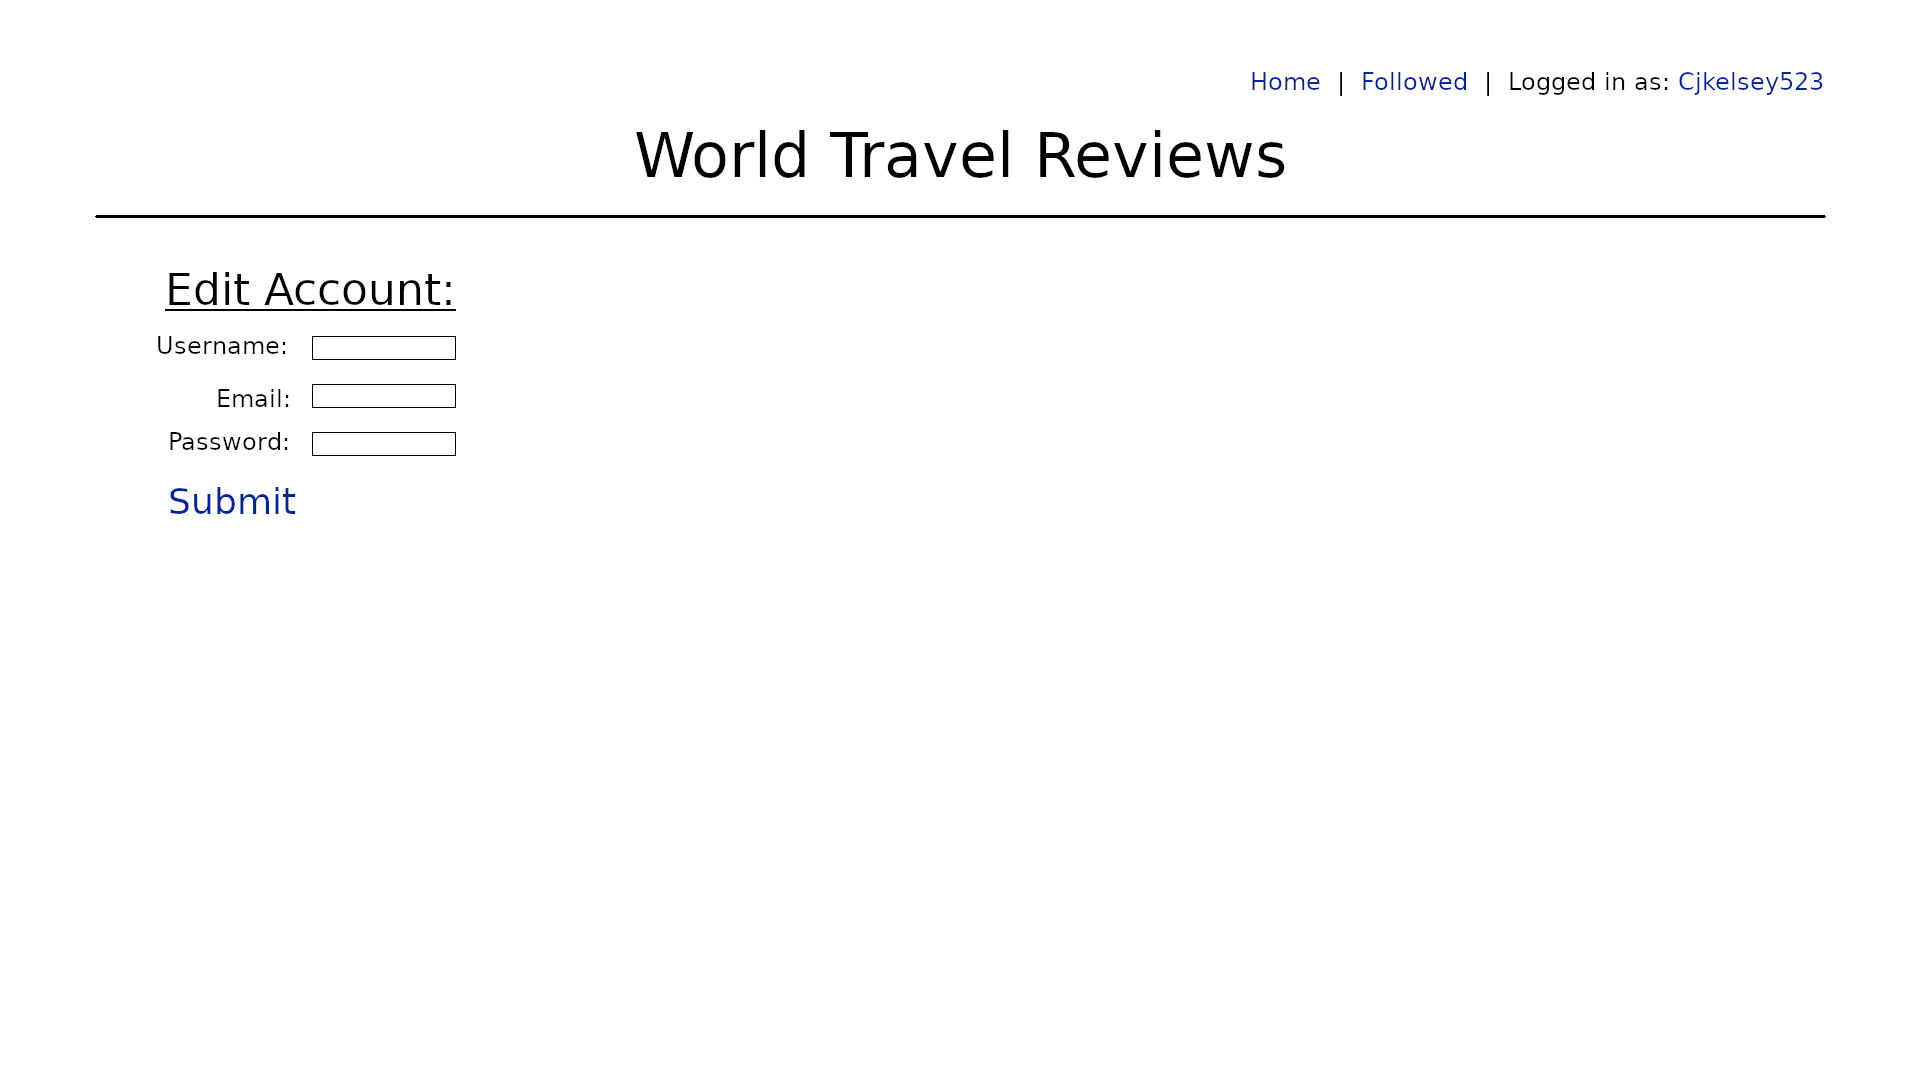 Home | Followed | Logged in as: Cjkelsey523
World Travel Reviews
Edit Account:
Username:
Email:
Password:
Submit